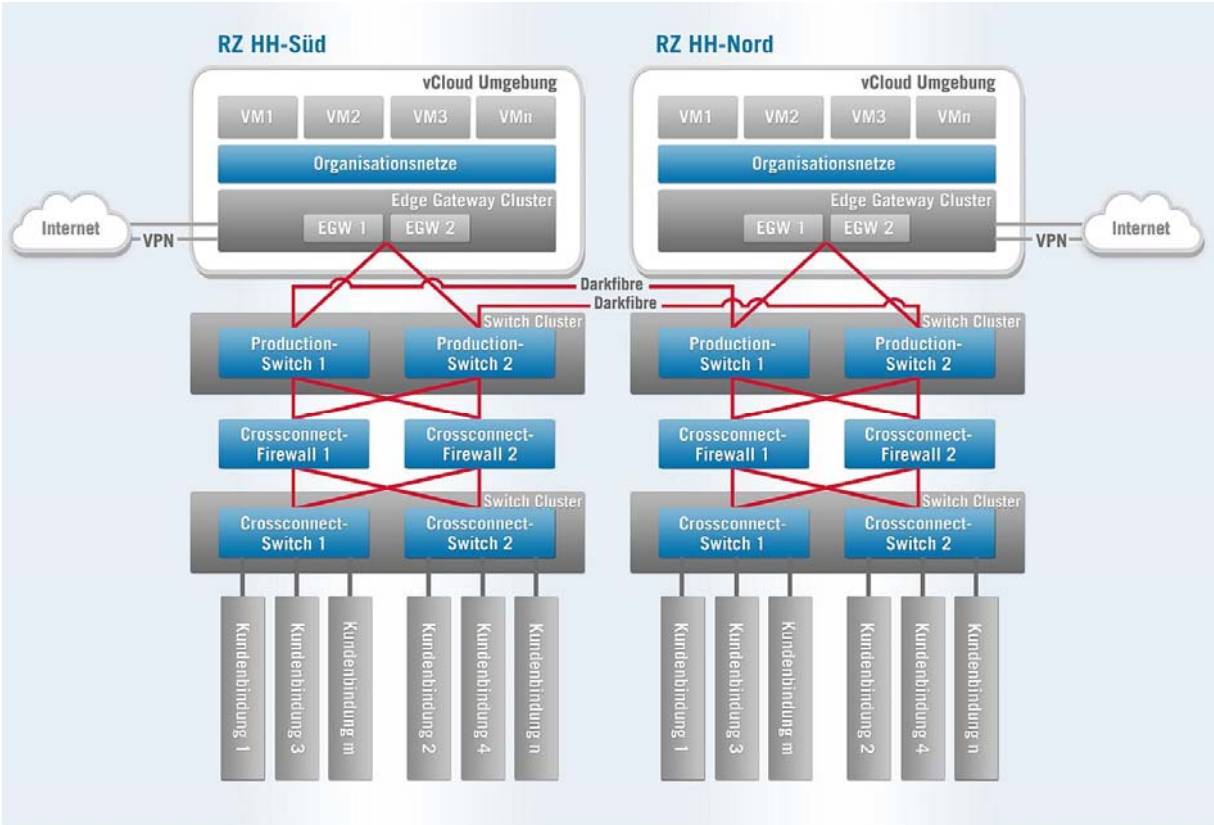 RZ HH-Süd
vCloud Umgebung
VM1
VM2
VM3
VMn
Organisationsnetze
Edge Gateway Cluster
EGW 1
EGW 2
Internet
VPN
RZ HH-Nord
vCloud Umgebung
VM1
VM2
VM3
VMn
Organisationsnetze
Edge Gateway Cluster
EGW 1
EGW 2
VPN
Internet
Darkfibre
Darkfibre
Switch Cluster
Production-
Switch 1
Production-
Switch 2
Crossconnect-
Firewall 1
Crossconnect-
Firewall 2
Switch Cluster
Crossconnect-
Switch 1
Crossconnect-
Switch 2
Kundenbindung 1
Kundenbindung 3
Kundenbindung m
Kundenbindung 2
Kundenbindung 4
Kundenbindung n
Switch Cluster
Production-
Switch 1
Production-
Switch 2
Crossconnect-
Firewall 1
Crossconnect-
Firewall 2
Switch Cluster
Crossconnect-
Switch 1
Crossconnect-
Switch 2
Kundenbindung 1
Kundenbindung 3
Kundenbindung m
Kundenbindung 2
Kundenbindung 4
Kundenbindung n